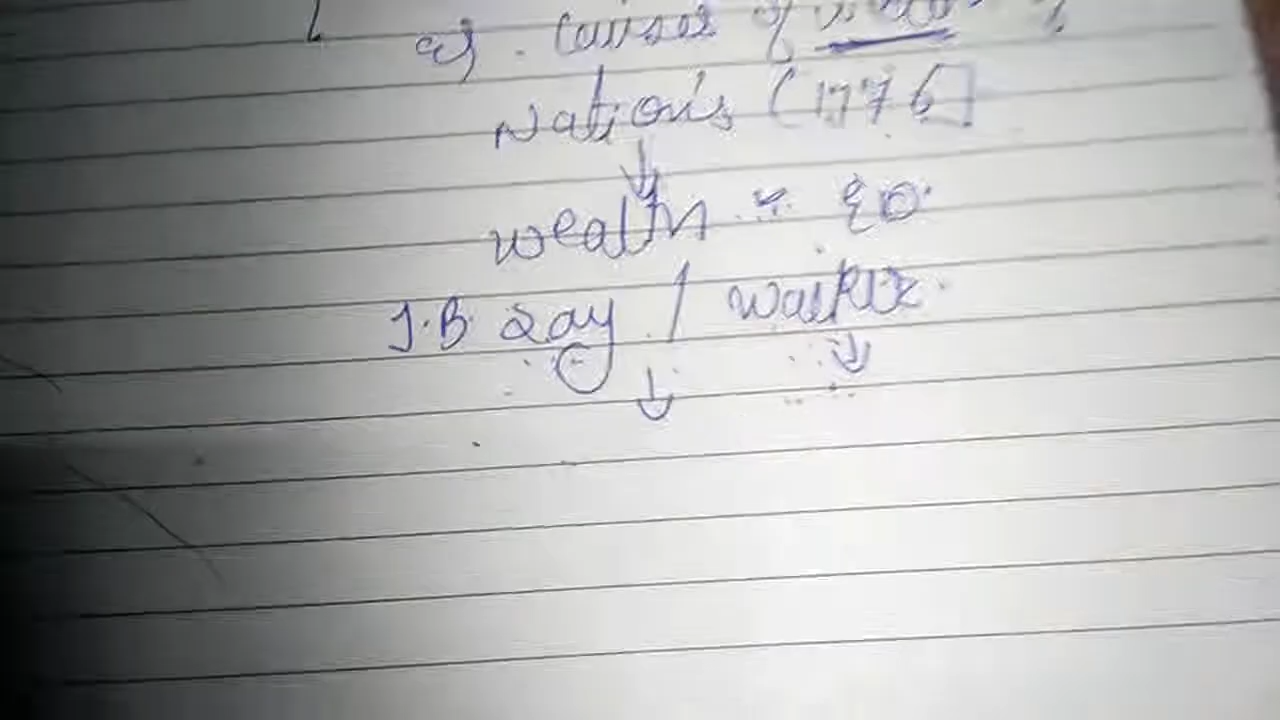 Causes of
Nation's (1776]
wealth
J.B. Say / Walker.